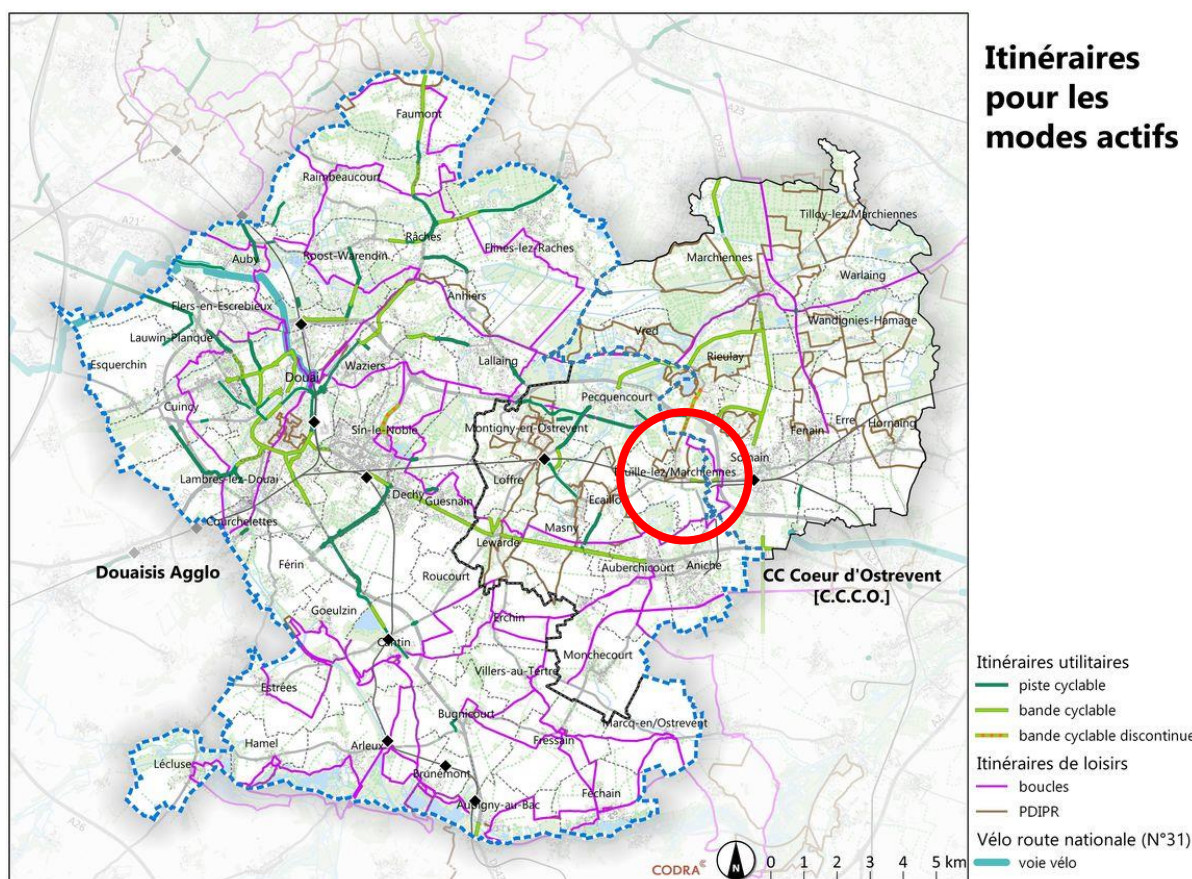 Itinéraires
pour les
modes actifs
Faumont
Raimbeaucourt
Râches
Roost-Warendin
Flines-lez-Raches
Auby
Anhiers
Flers-en-Escrebieux
Lauwin-Planque
Esquerchin
Waziers
Lallaing
Douai
Cuincy
Sin-le-Noble
Lambres-lez-Douai
Dechy
Guesnain
Courchelettes
Férin
Roucourt
Goeulzin
Cantin
Erchin
Estrées
Villers-au-Tertre
Bugnicourt
Monchecourt
Marcq-en/Ostrevent
Hamel
Arleux
Fressain
Lécluse
Brunémont
Féchain
Aubigny-au-Bac
Tilloy-lez/Marchiennes
Marchiennes
Warlaing
Vred
Wandignies-Hamage
Rieulay
Pecquencourt
Montigny-en-Ostrevent
Fenain
Erre
Hornaing
Somain
uille-lez/Marchiennes
Loffre
Ecaillo
Masny
Lewarde
Auberchicourt
Aniche
Douaisis Agglo
CC Coeur d'Ostrevent
[C.C.C.O.]
A21
A23
D997
A26
D917
D938
Itinéraires utilitaires
piste cyclable
bande cyclable
bande cyclable discontinue
Itinéraires de loisirs
boucles
PDIPR
Vélo route nationale (N°31)
voie vélo
CODRA
N
0 1 2 3 4 5 km